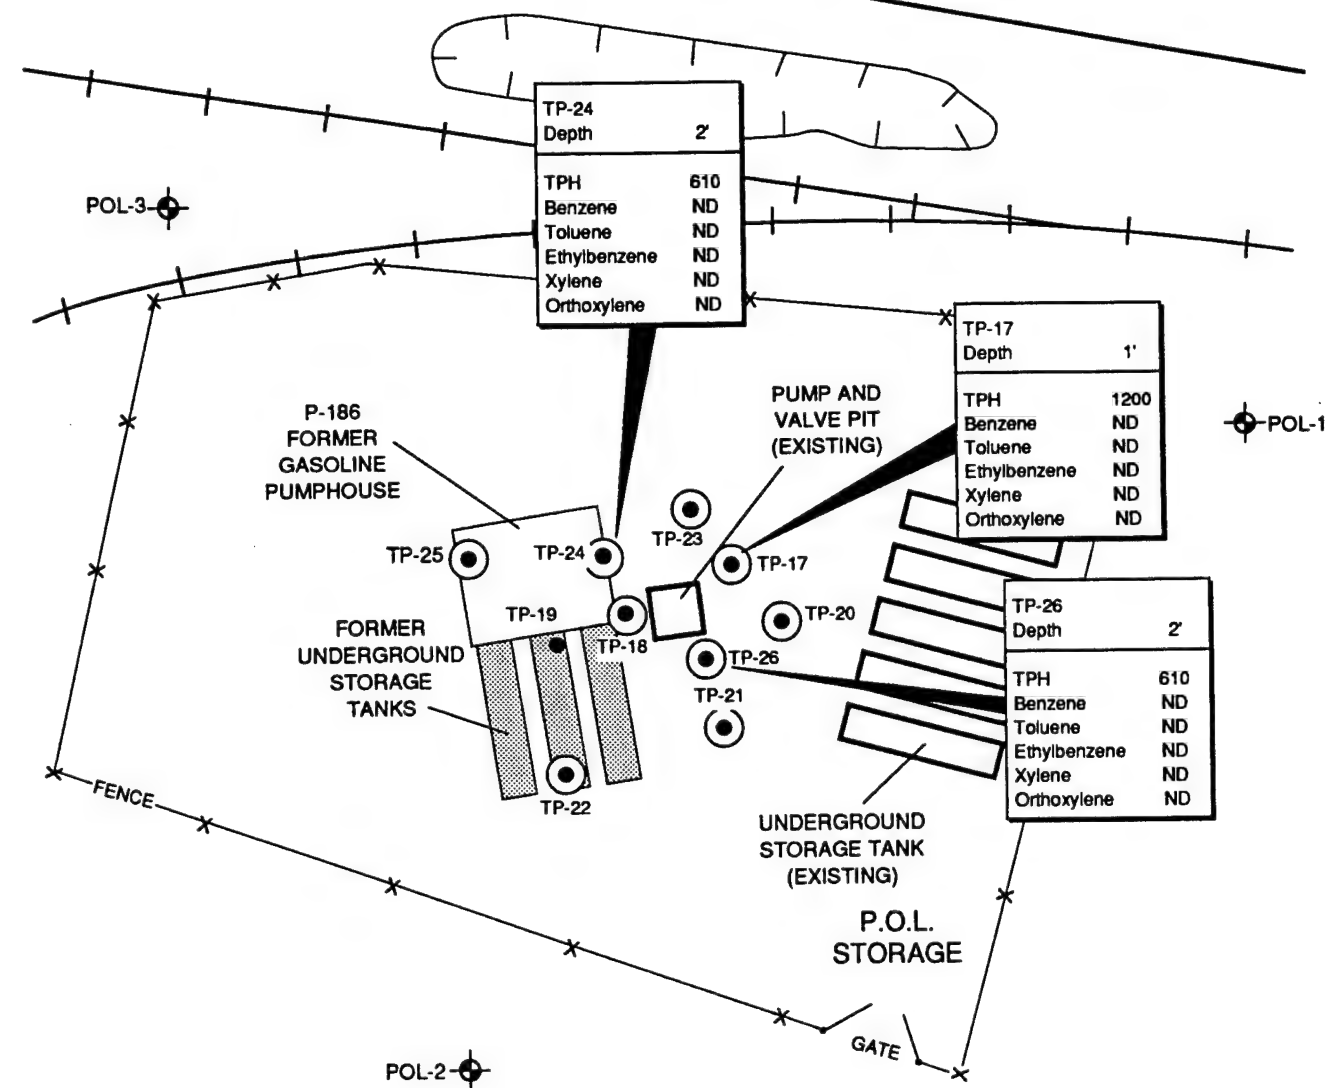 TP-24
Depth 2'
TPH 610
Benzene ND
Toluene ND
Ethylbenzene ND
Xylene ND
Orthoxylene ND
POL-3
TP-17
Depth 1'
TPH 1200
Benzene ND
Toluene ND
Ethylbenzene ND
Xylene ND
Orthoxylene ND
POL-1
PUMP AND
VALVE PIT
(EXISTING)
P-186
FORMER
GASOLINE
PUMPHOUSE
TP-23
TP-25
TP-24
TP-17
TP-19
TP-20
TP-18
TP-26
TP-21
TP-22
FORMER
UNDERGROUND
STORAGE
TANKS
TP-26
Depth 2'
TPH 610
Benzene ND
Toluene ND
Ethylbenzene ND
Xylene ND
Orthoxylene ND
FENCE
UNDERGROUND
STORAGE TANK
(EXISTING)
P.O.L.
STORAGE
GATE
POL-2